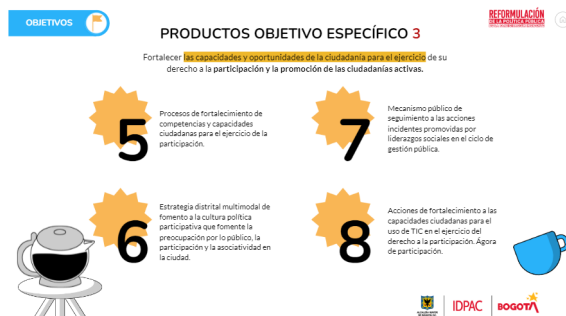 OBJETIVOS
REFORMULACIÓN
DE LA POLÍTICA PÚBLICA
PRODUCTOS OBJETIVO ESPECÍFICO 3
Fortalecer las capacidades y oportunidades de la ciudadanía para el ejercicio de su
derecho a la participación y la promoción de las ciudadanías activas.
5
Procesos de fortalecimiento de
competencias y capacidades
ciudadanas para el ejercicio de la
participación.
7
Mecanismo público de
seguimiento a las acciones
incidentes promovidas por
liderazgos sociales en el ciclo de
gestión pública.
6
Estrategia distrital multimodal de
fomento a la cultura política
participativa que fomente la
preocupación por lo público, la
participación y la asociatividad en
la ciudad.
8
Acciones de fortalecimiento a las
capacidades ciudadanas para el
uso de TIC en el ejercicio del
derecho a la participación. Ágora
de participación.
IDPAC
BOGOTÁ